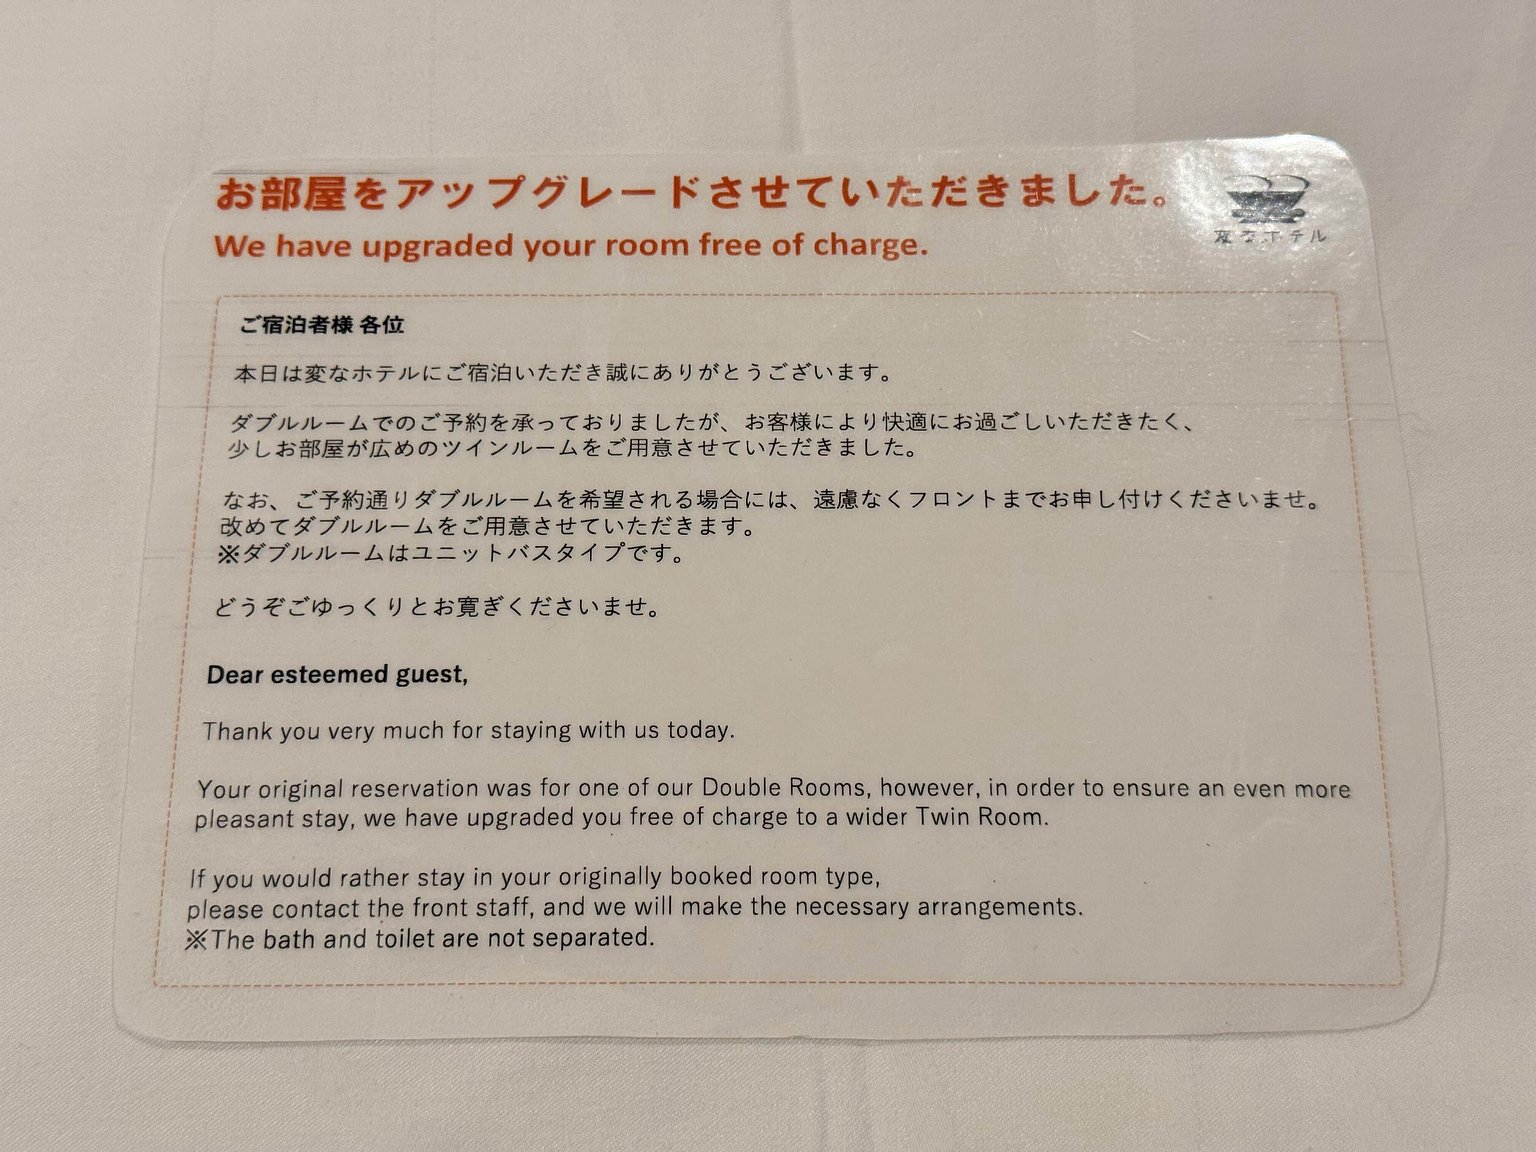 お部屋をアップグレードさせていただきました。
We have upgraded your room free of charge.
変なホテル
ご宿泊者様 各位
本日は変なホテルにご宿泊いただき誠にありがとうございます。
ダブルルームでのご予約を承っておりましたが、お客様により快適にお過ごしいただきたく、
少しお部屋が広めのツインルームをご用意させていただきました。
なお、ご予約通りダブルルームを希望される場合には、遠慮なくフロントまでお申し付けくださいませ。
改めてダブルルームをご用意させていただきます。
※ダブルルームはユニットバスタイプです。
どうぞごゆっくりとお寛ぎくださいませ。
Dear esteemed guest,
Thank you very much for staying with us today.
Your original reservation was for one of our Double Rooms, however, in order to ensure an even more
pleasant stay, we have upgraded you free of charge to a wider Twin Room.
If you would rather stay in your originally booked room type,
please contact the front staff, and we will make the necessary arrangements.
※The bath and toilet are not separated.